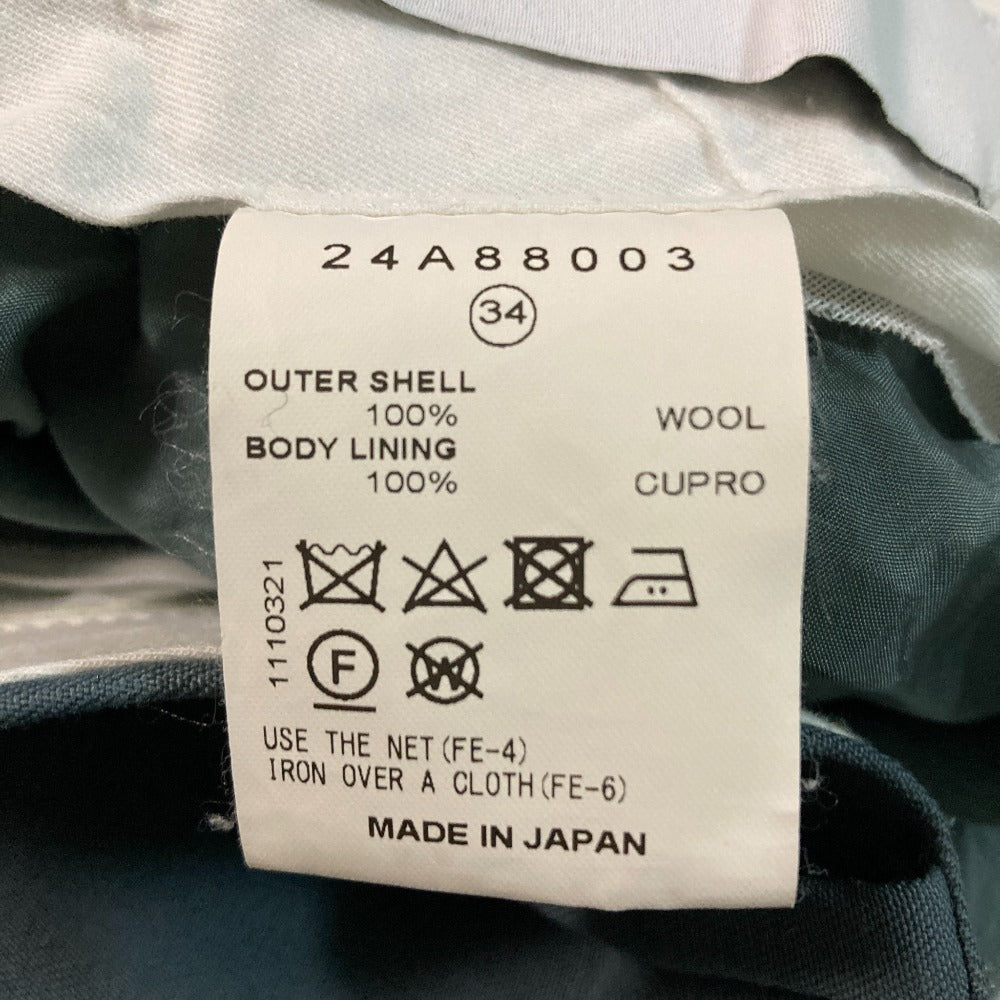 24A88003
34
OUTER SHELL
100% WOOL
BODY LINING
100% CUPRO
1110321
F W
USE THE NET(FE-4)
IRON OVER A CLOTH(FE-6)
MADE IN JAPAN